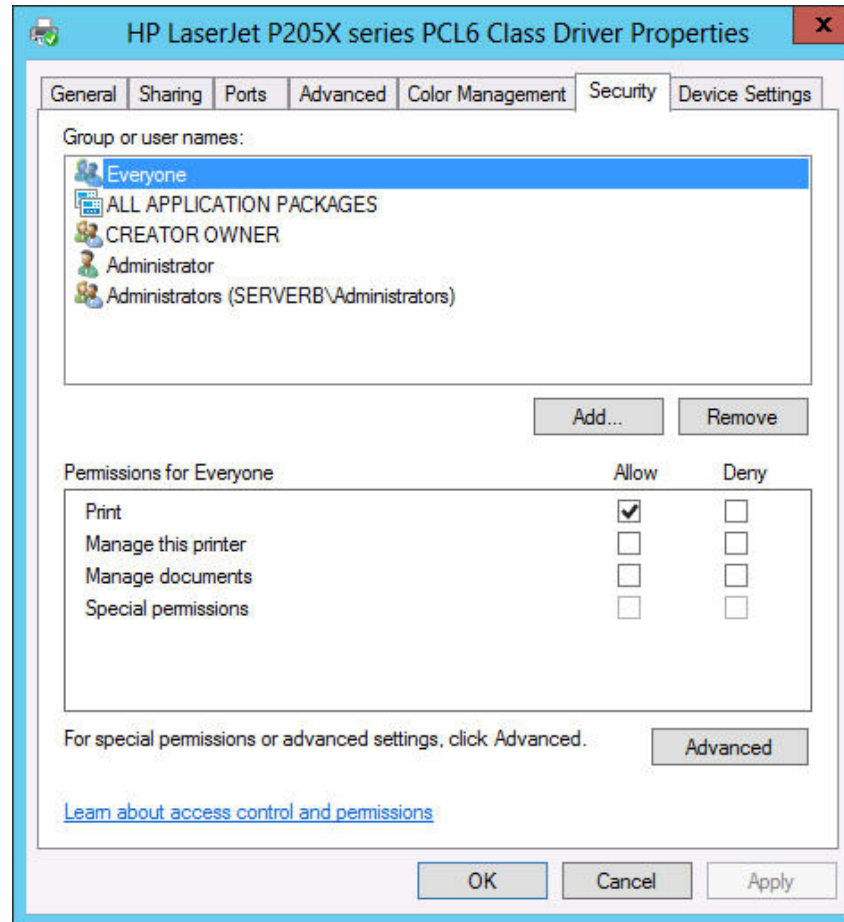 HP LaserJet P205X series PCL6 Class Driver Properties
x
General Sharing Ports Advanced Color Management Security Device Settings
Group or user names:
Everyone
ALL APPLICATION PACKAGES
CREATOR OWNER
Administrator
Administrators (SERVERB\Administrators)
Add... Remove
Permissions for Everyone Allow Deny
Print
Manage this printer
Manage documents
Special permissions
For special permissions or advanced settings, click Advanced. Advanced
Learn about access control and permissions
OK Cancel Apply